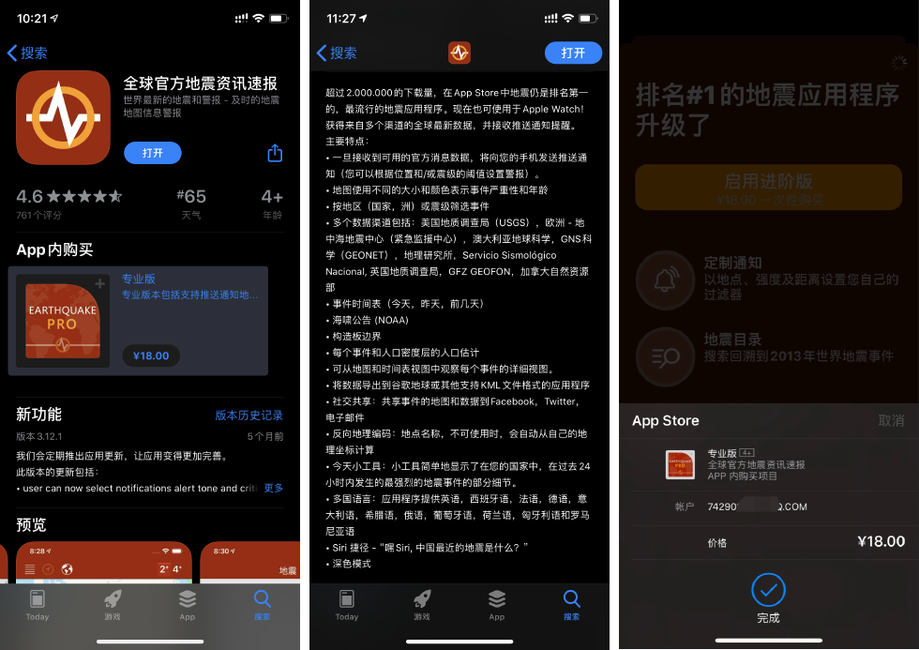 10:21
搜索
全球官方地震资讯速报
世界最新的地震和警报 - 及时的地震
地图信息警报
打开
4.6
#65
4+
761个评分
天气
年龄
App内购买
EARTHQUAKE
PRO
专业版
专业版本包括支持推送通知地...
¥18.00
新功能
版本历史记录
版本3.12.1
5个月前
我们会定期推出应用更新，让应用变得更加完善。
此版本的更新包括:
• user can now select notifications alert tone and criti
更多
预览
8:28
2+ 4+
8:30
地震
Today
游戏
App
搜索
11:27
搜索
打开
超过2.000.000的下载量，在App Store中地震仍是排名第一
的，最流行的地震应用程序。现在也可使用于Apple Watch!
获得来自多个渠道的全球最新数据，并接收推送通知提醒。
主要特点：
• 一旦接收到可用的官方消息数据，将向您的手机发送推送通
知（您可以根据位置和/或震级的阈值设置警报）。
• 地图使用不同的大小和颜色表示事件严重性和年龄
• 按地区（国家，洲）或震级筛选事件
• 多个数据渠道包括：美国地质调查局（USGS），欧洲 - 地
中海地震中心（紧急监援中心），澳大利亚地球科学，GNS科
学（GEONET），地理研究所，Servicio Sismológico
Nacional, 英国地质调查局，GFZ GEOFON，加拿大自然资源
部
• 事件时间表（今天，昨天，前几天）
• 海啸公告 (NOAA)
• 构造板边界
• 每个事件和人口密度层的人口估计
• 可从地图和时间表视图中观察每个事件的详细视图。
• 将数据导出到谷歌地球或其他支持KML文件格式的应用程序
• 社交共享：共享事件的地图和数据到Facebook，Twitter，
电子邮件
• 反向地理编码：地点名称，不可使用时，会自动从自己的地
理坐标计算
• 今天小工具：小工具简单地显示了在您的国家中，在过去24
小时内发生的最强烈的地震事件的部分细节。
• 多国语言：应用程序提供英语，西班牙语，法语，德语，意
大利语，希腊语，俄语，葡萄牙语，荷兰语，匈牙利语和罗马
尼亚语
• Siri 捷径 - “嘿Siri, 中国最近的地震是什么？”
• 深色模式
Today
游戏
App
搜索
排名#1的地震应用程序
升级了
启用进阶版
¥18.00 一次性购买
定制通知
以地点、强度及距离设置您自己的
过滤器
地震目录
搜索回溯到2013年世界地震事件
App Store
取消
PRO
专业版 4+
全球官方地震资讯速报
APP 内购买项目
帐户
74290
Q.COM
价格
¥18.00
完成